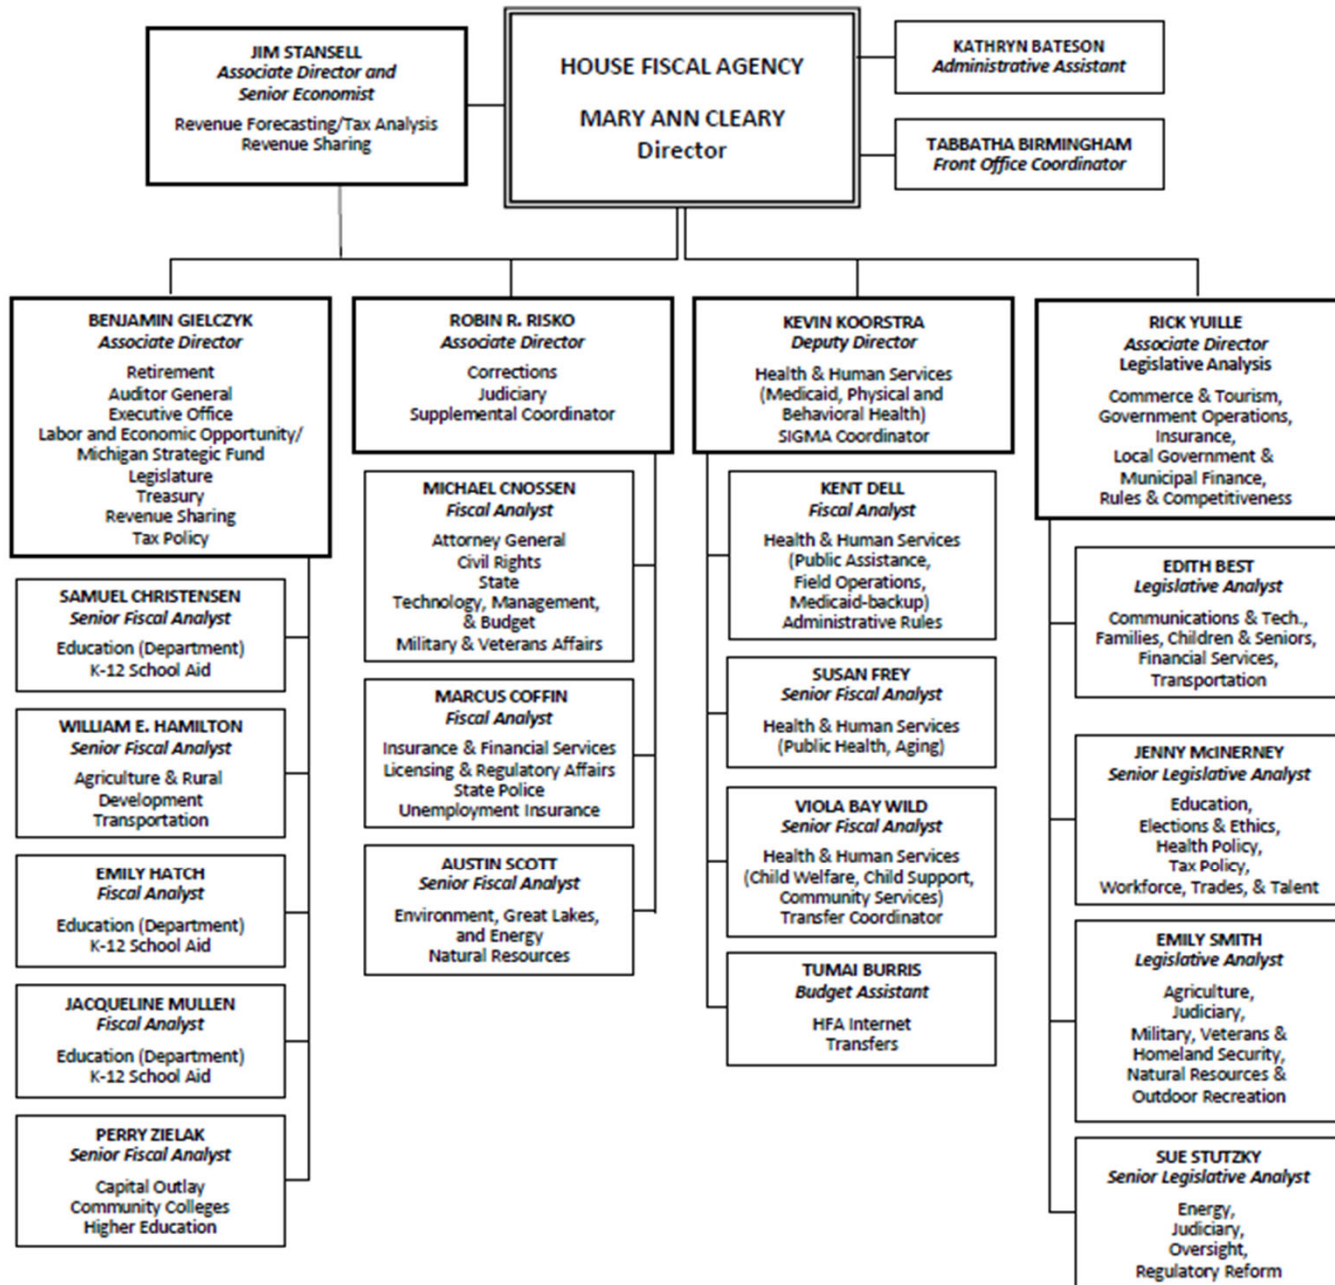 JIM STANSELL
Associate Director and
Senior Economist
Revenue Forecasting/Tax Analysis
Revenue Sharing
HOUSE FISCAL AGENCY
MARY ANN CLEARY
Director
KATHRYN BATESON
Administrative Assistant
TABBATHA BIRMINGHAM
Front Office Coordinator
BENJAMIN GIELCZYK
Associate Director
Retirement
Auditor General
Executive Office
Labor and Economic Opportunity/
Michigan Strategic Fund
Legislature
Treasury
Revenue Sharing
Tax Policy
SAMUEL CHRISTENSEN
Senior Fiscal Analyst
Education (Department)
K-12 School Aid
WILLIAM E. HAMILTON
Senior Fiscal Analyst
Agriculture & Rural
Development
Transportation
EMILY HATCH
Fiscal Analyst
Education (Department)
K-12 School Aid
JACQUELINE MULLEN
Fiscal Analyst
Education (Department)
K-12 School Aid
PERRY ZIELAK
Senior Fiscal Analyst
Capital Outlay
Community Colleges
Higher Education
ROBIN R. RISKO
Associate Director
Corrections
Judiciary
Supplemental Coordinator
MICHAEL CNOSSEN
Fiscal Analyst
Attorney General
Civil Rights
State
Technology, Management,
& Budget
Military & Veterans Affairs
MARCUS COFFIN
Fiscal Analyst
Insurance & Financial Services
Licensing & Regulatory Affairs
State Police
Unemployment Insurance
AUSTIN SCOTT
Senior Fiscal Analyst
Environment, Great Lakes,
and Energy
Natural Resources
KEVIN KOORSTRA
Deputy Director
Health & Human Services
(Medicaid, Physical and
Behavioral Health)
SIGMA Coordinator
KENT DELL
Fiscal Analyst
Health & Human Services
(Public Assistance,
Field Operations,
Medicaid-backup)
Administrative Rules
SUSAN FREY
Senior Fiscal Analyst
Health & Human Services
(Public Health, Aging)
VIOLA BAY WILD
Senior Fiscal Analyst
Health & Human Services
(Child Welfare, Child Support,
Community Services)
Transfer Coordinator
TUMAI BURRIS
Budget Assistant
HFA Internet
Transfers
RICK YUILLE
Associate Director
Legislative Analysis
Commerce & Tourism,
Government Operations,
Insurance,
Local Government &
Municipal Finance,
Rules & Competitiveness
EDITH BEST
Legislative Analyst
Communications & Tech.,
Families, Children & Seniors,
Financial Services,
Transportation
JENNY McINERNEY
Senior Legislative Analyst
Education,
Elections & Ethics,
Health Policy,
Tax Policy,
Workforce, Trades, & Talent
EMILY SMITH
Legislative Analyst
Agriculture,
Judiciary,
Military, Veterans &
Homeland Security,
Natural Resources &
Outdoor Recreation
SUE STUTZKY
Senior Legislative Analyst
Energy,
Judiciary,
Oversight,
Regulatory Reform